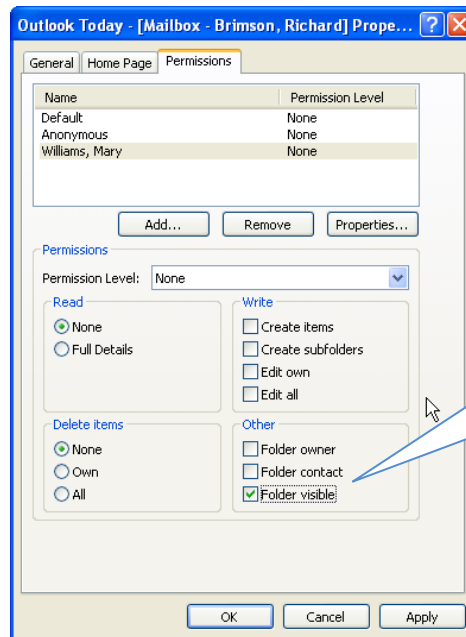 Outlook Today - [Mailbox - Brimson, Richard] Prope...
General Home Page Permissions
Name Permission Level
Default None
Anonymous None
Williams, Mary None
Add... Remove Properties...
Permissions
Permission Level: None
Read
None
Full Details
Write
Create items
Create subfolders
Edit own
Edit all
Delete items
None
Own
All
Other
Folder owner
Folder contact
Folder visible
OK Cancel Apply